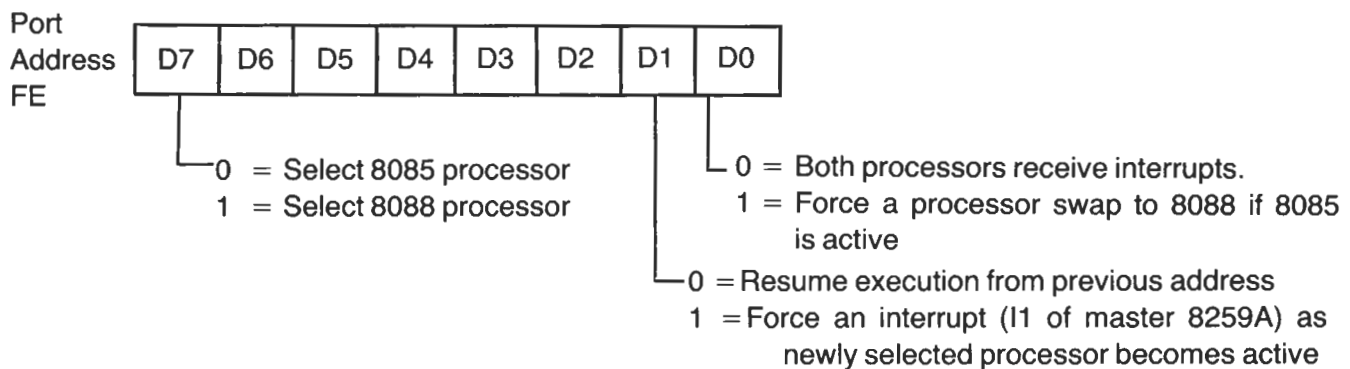 Port
Address
FE
D7 D6 D5 D4 D3 D2 D1 D0
0 = Select 8085 processor
1 = Select 8088 processor
0 = Both processors receive interrupts.
1 = Force a processor swap to 8088 if 8085
is active
0 = Resume execution from previous address
1 = Force an interrupt (I1 of master 8259A) as
newly selected processor becomes active